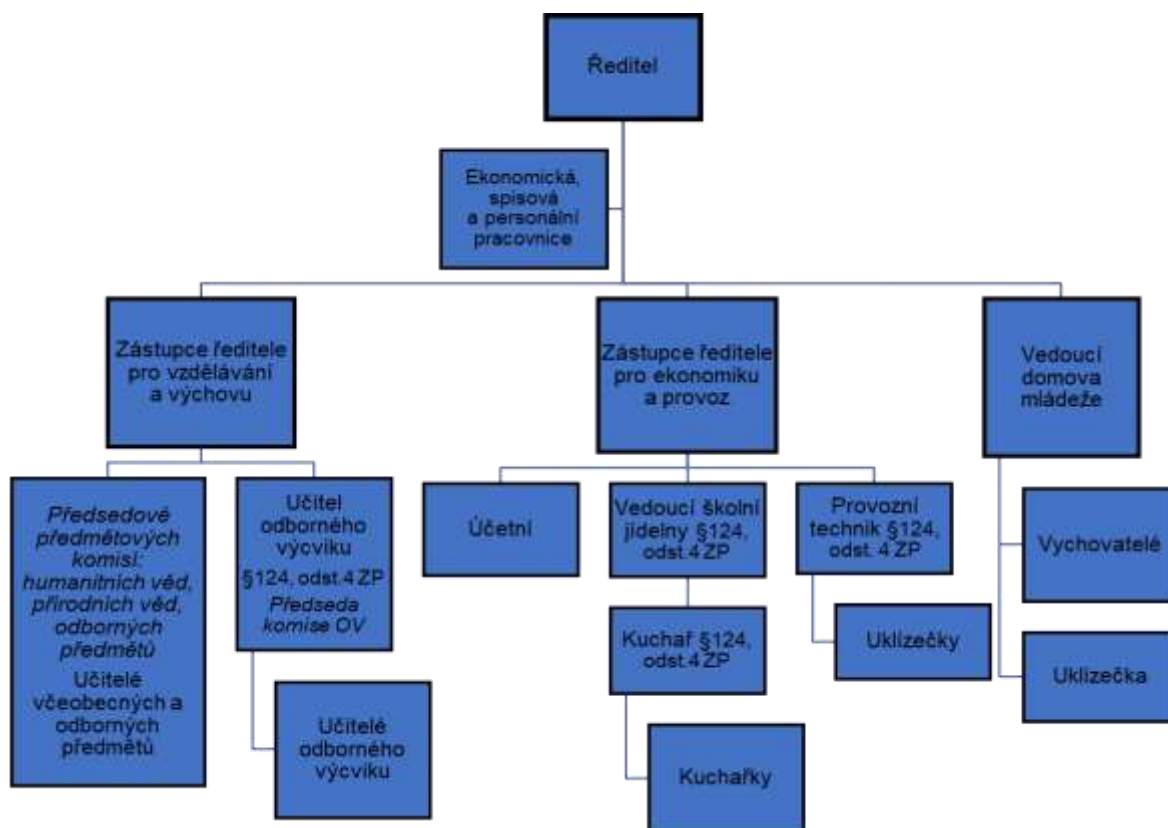 Ředitel
Ekonomická,
spisová
a personální
pracovnice
Zástupce ředitele
pro vzdělávání
a výchovu
Zástupce ředitele
pro ekonomiku
a provoz
Vedoucí
domova
mládeže
Předsedové
předmětových
komisí:
humanitních věd,
přírodních věd,
odborných
předmětů
Učitelé
včeobecných a
odborných
předmětů
Učitel
odborného
výcviku
§124, odst.4 ZP
Předseda
komise OV
Učitelé
odborného
výcviku
Účetní
Vedoucí školní
jídelny §124,
odst.4 ZP
Kuchař §124,
odst.4 ZP
Kuchařky
Provozní
technik §124,
odst. 4 ZP
Uklízečky
Vychovatelé
Uklízečka